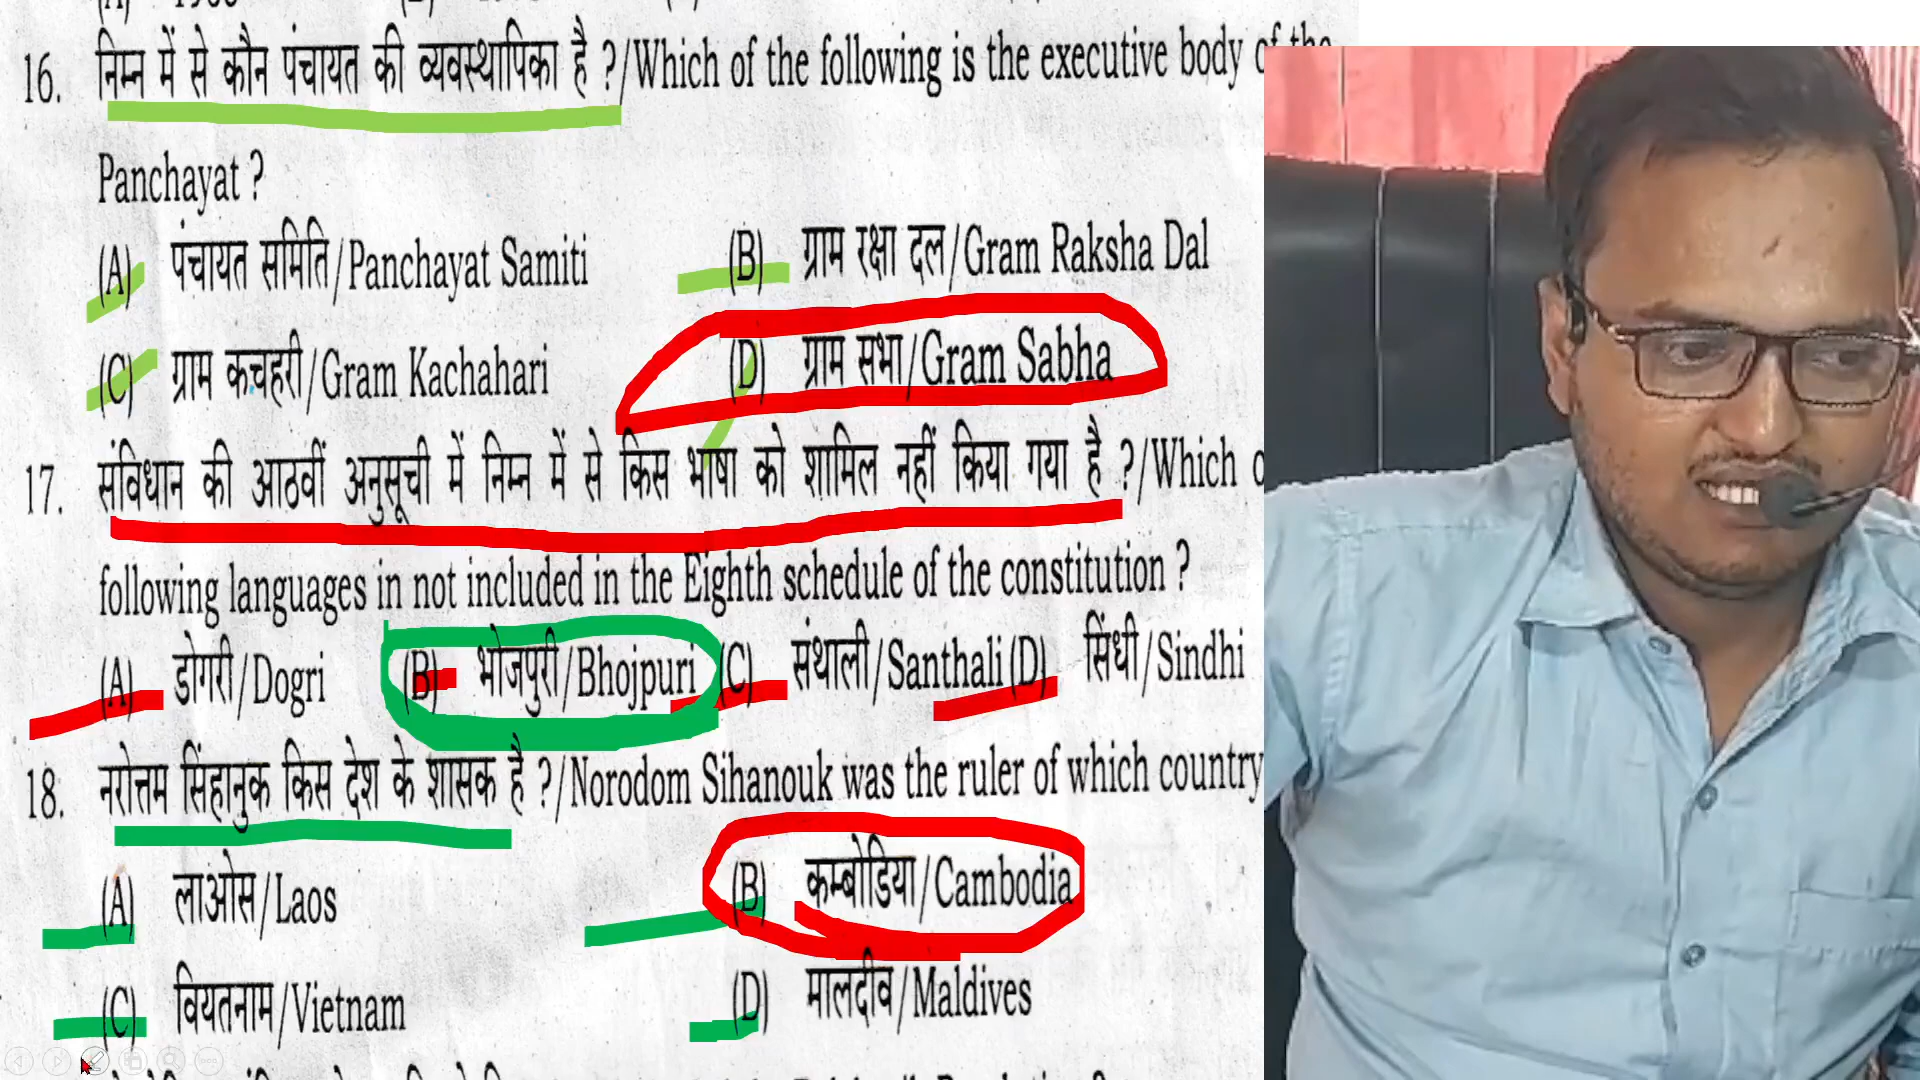 16. निम्न में से कौन पंचायत की व्यवस्थापिका है ?/Which of the following is the executive body of the
Panchayat ?
(A) पंचायत समिति/Panchayat Samiti (B) ग्राम रक्षा दल/Gram Raksha Dal
(C) ग्राम कचहरी/Gram Kachahari (D) ग्राम सभा/Gram Sabha
17. संविधान की आठवीं अनुसूची में निम्न में से किस भाषा को शामिल नहीं किया गया है ?/Which
following languages in not included in the Eighth schedule of the constitution ?
(A) डोगरी/Dogri (B) भोजपुरी/Bhojpuri (C) संथाली/Santhali (D) सिंधी/Sindhi
18. नरोत्तम सिंहानुक किस देश के शासक है ?/Norodom Sihanouk was the ruler of which country
(A) लाओस/Laos (B) कम्बोडिया/Cambodia
(C) वियतनाम/Vietnam (D) मालदीव/Maldives